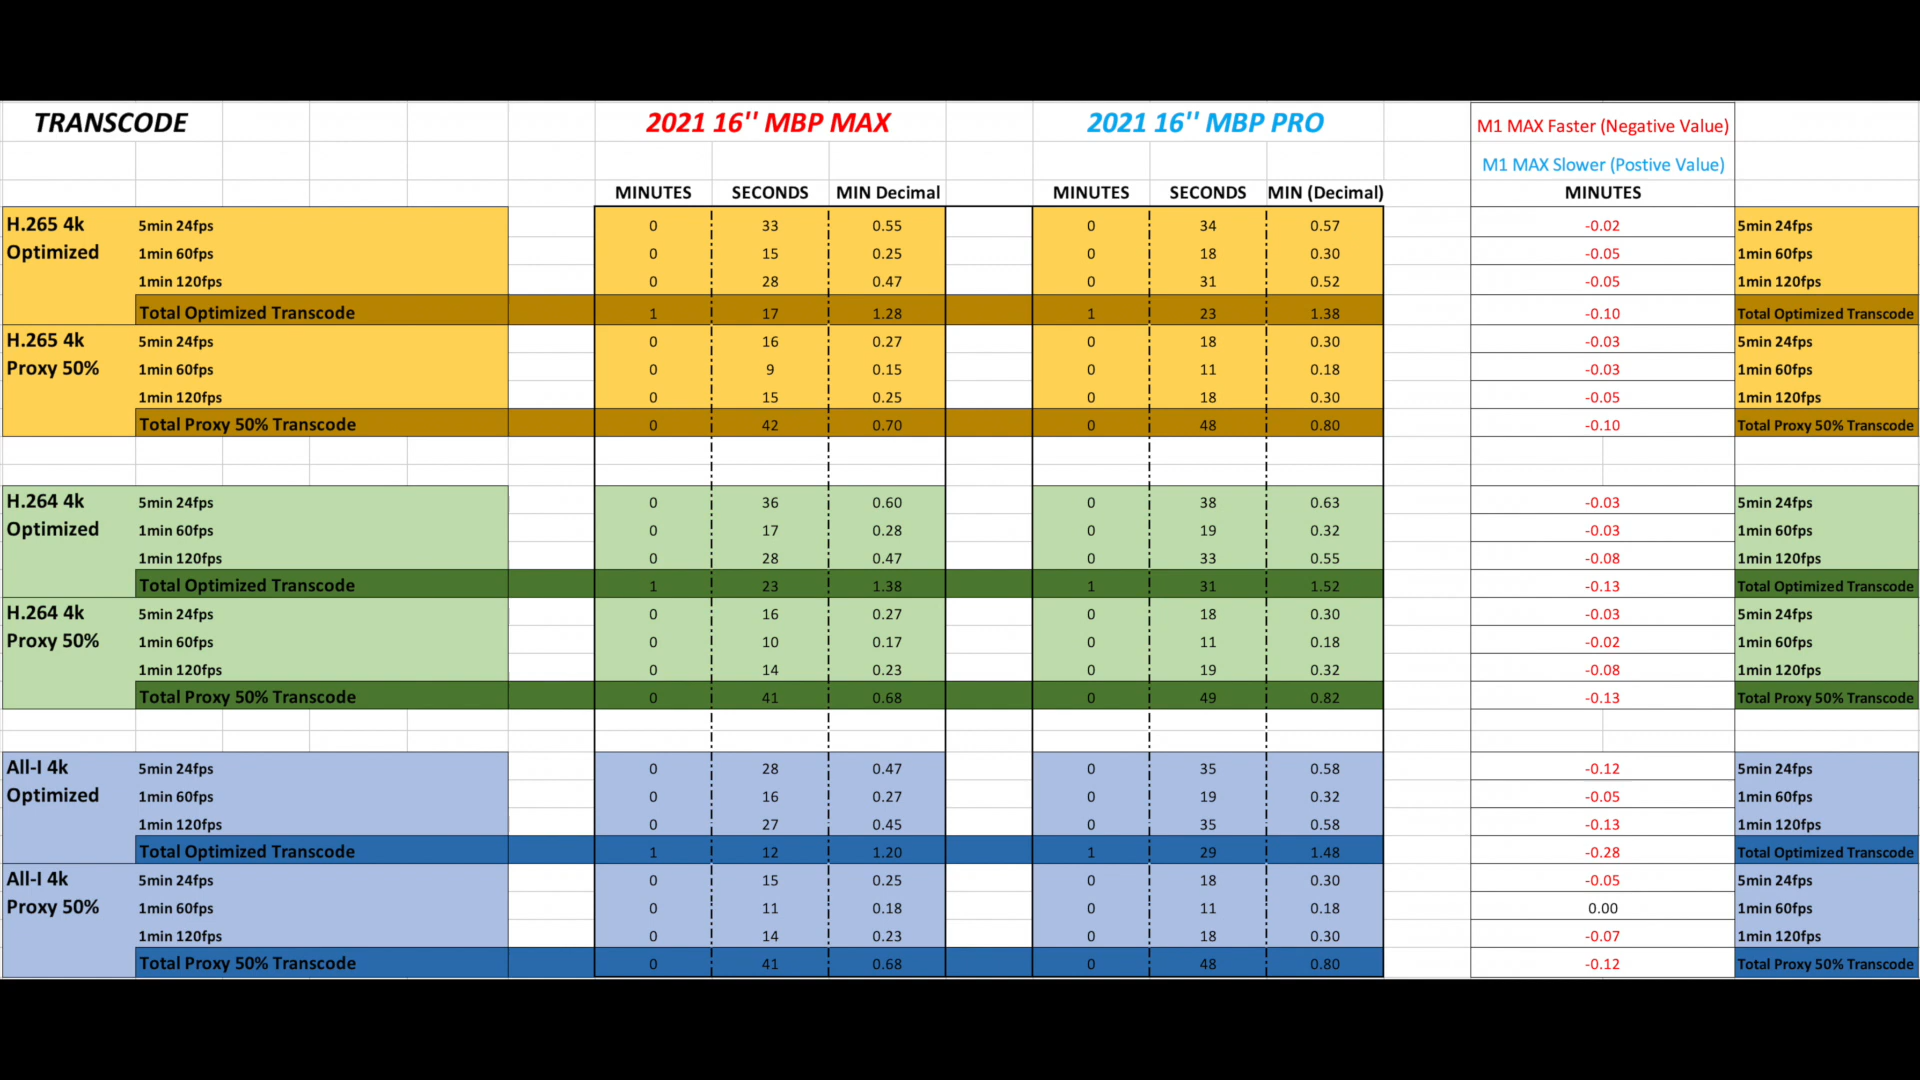 TRANSCODE 2021 16'' MBP MAX 2021 16'' MBP PRO M1 MAX Faster (Negative Value)
M1 MAX Slower (Postive Value)
MINUTES SECONDS MIN Decimal MINUTES SECONDS MIN (Decimal) MINUTES
H.265 4k 5min 24fps 0 33 0.55 0 34 0.57 -0.02 5min 24fps
Optimized 1min 60fps 0 15 0.25 0 18 0.30 -0.05 1min 60fps
1min 120fps 0 28 0.47 0 31 0.52 -0.05 1min 120fps
Total Optimized Transcode 1 17 1.28 1 23 1.38 -0.10 Total Optimized Transcode
H.265 4k 5min 24fps 0 16 0.27 0 18 0.30 -0.03 5min 24fps
Proxy 50% 1min 60fps 0 9 0.15 0 11 0.18 -0.03 1min 60fps
1min 120fps 0 15 0.25 0 18 0.30 -0.05 1min 120fps
Total Proxy 50% Transcode 0 42 0.70 0 48 0.80 -0.10 Total Proxy 50% Transcode
H.264 4k 5min 24fps 0 36 0.60 0 38 0.63 -0.03 5min 24fps
Optimized 1min 60fps 0 17 0.28 0 19 0.32 -0.03 1min 60fps
1min 120fps 0 28 0.47 0 33 0.55 -0.08 1min 120fps
Total Optimized Transcode 1 23 1.38 1 31 1.52 -0.13 Total Optimized Transcode
H.264 4k 5min 24fps 0 16 0.27 0 18 0.30 -0.03 5min 24fps
Proxy 50% 1min 60fps 0 10 0.17 0 11 0.18 -0.02 1min 60fps
1min 120fps 0 14 0.23 0 19 0.32 -0.08 1min 120fps
Total Proxy 50% Transcode 0 41 0.68 0 49 0.82 -0.13 Total Proxy 50% Transcode
All-I 4k 5min 24fps 0 28 0.47 0 35 0.58 -0.12 5min 24fps
Optimized 1min 60fps 0 16 0.27 0 19 0.32 -0.05 1min 60fps
1min 120fps 0 27 0.45 0 35 0.58 -0.13 1min 120fps
Total Optimized Transcode 1 12 1.20 1 29 1.48 -0.28 Total Optimized Transcode
All-I 4k 5min 24fps 0 15 0.25 0 18 0.30 -0.05 5min 24fps
Proxy 50% 1min 60fps 0 11 0.18 0 11 0.18 0.00 1min 60fps
1min 120fps 0 14 0.23 0 18 0.30 -0.07 1min 120fps
Total Proxy 50% Transcode 0 41 0.68 0 48 0.80 -0.12 Total Proxy 50% Transcode